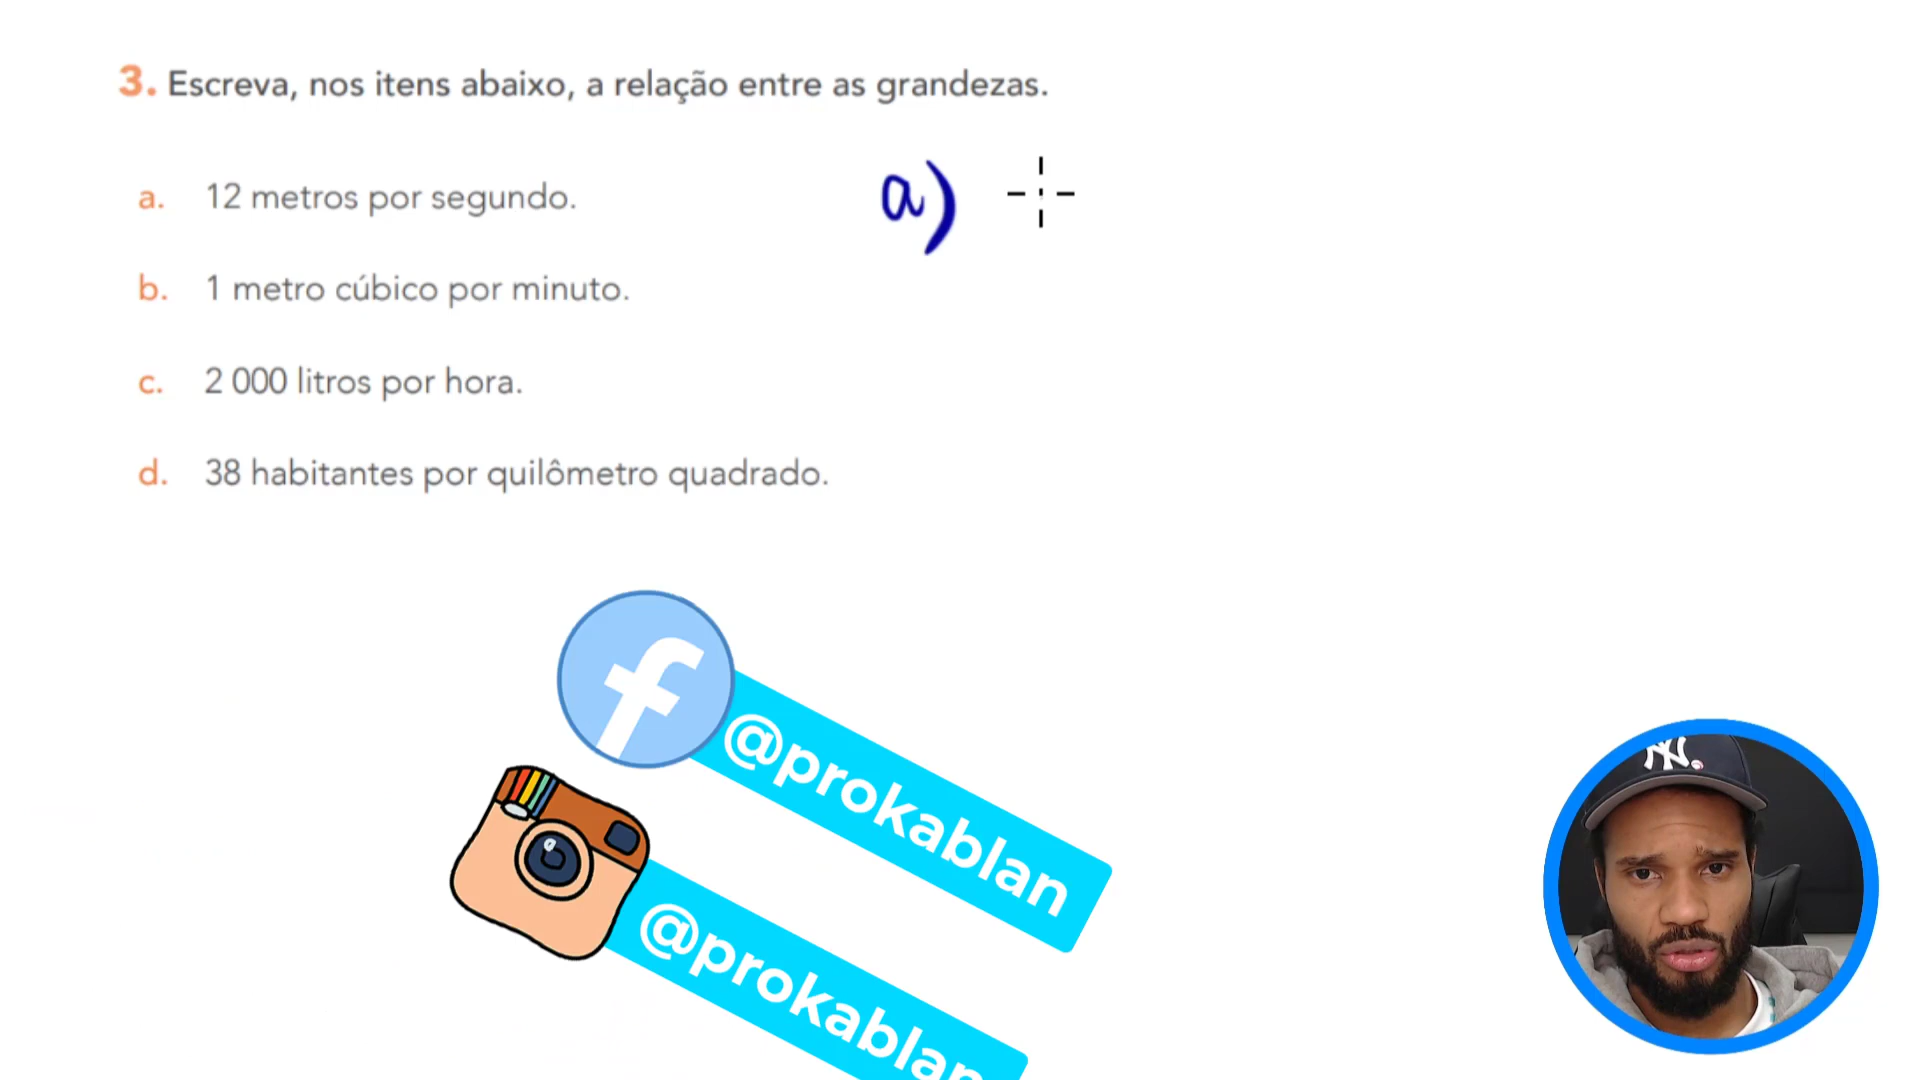 3. Escreva, nos itens abaixo, a relação entre as grandezas.
a. 12 metros por segundo.
a)
b. 1 metro cúbico por minuto.
c. 2 000 litros por hora.
d. 38 habitantes por quilômetro quadrado.
f
@prokablan
@prokablan
NY